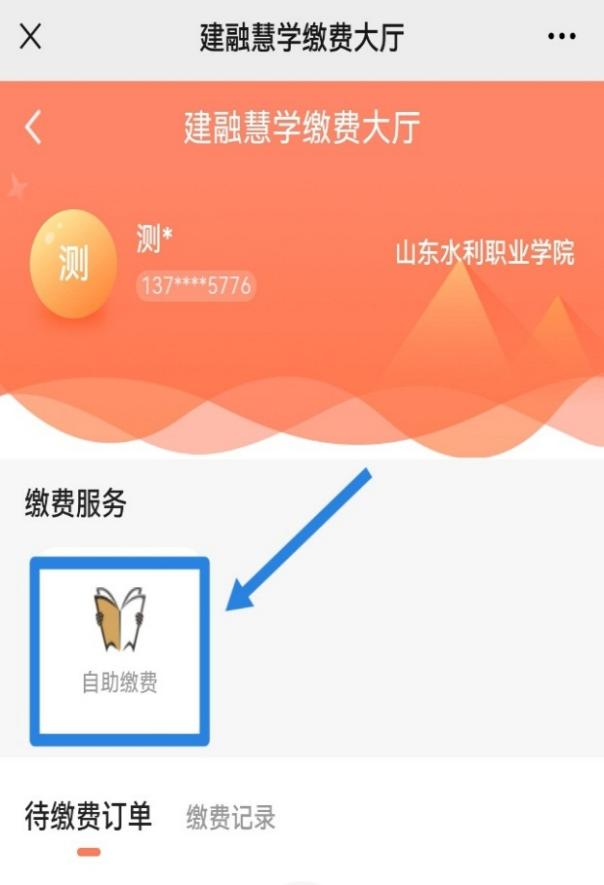 建融慧学缴费大厅
建融慧学缴费大厅
测
测*
137****5776
山东水利职业学院
缴费服务
自助缴费
待缴费订单 缴费记录